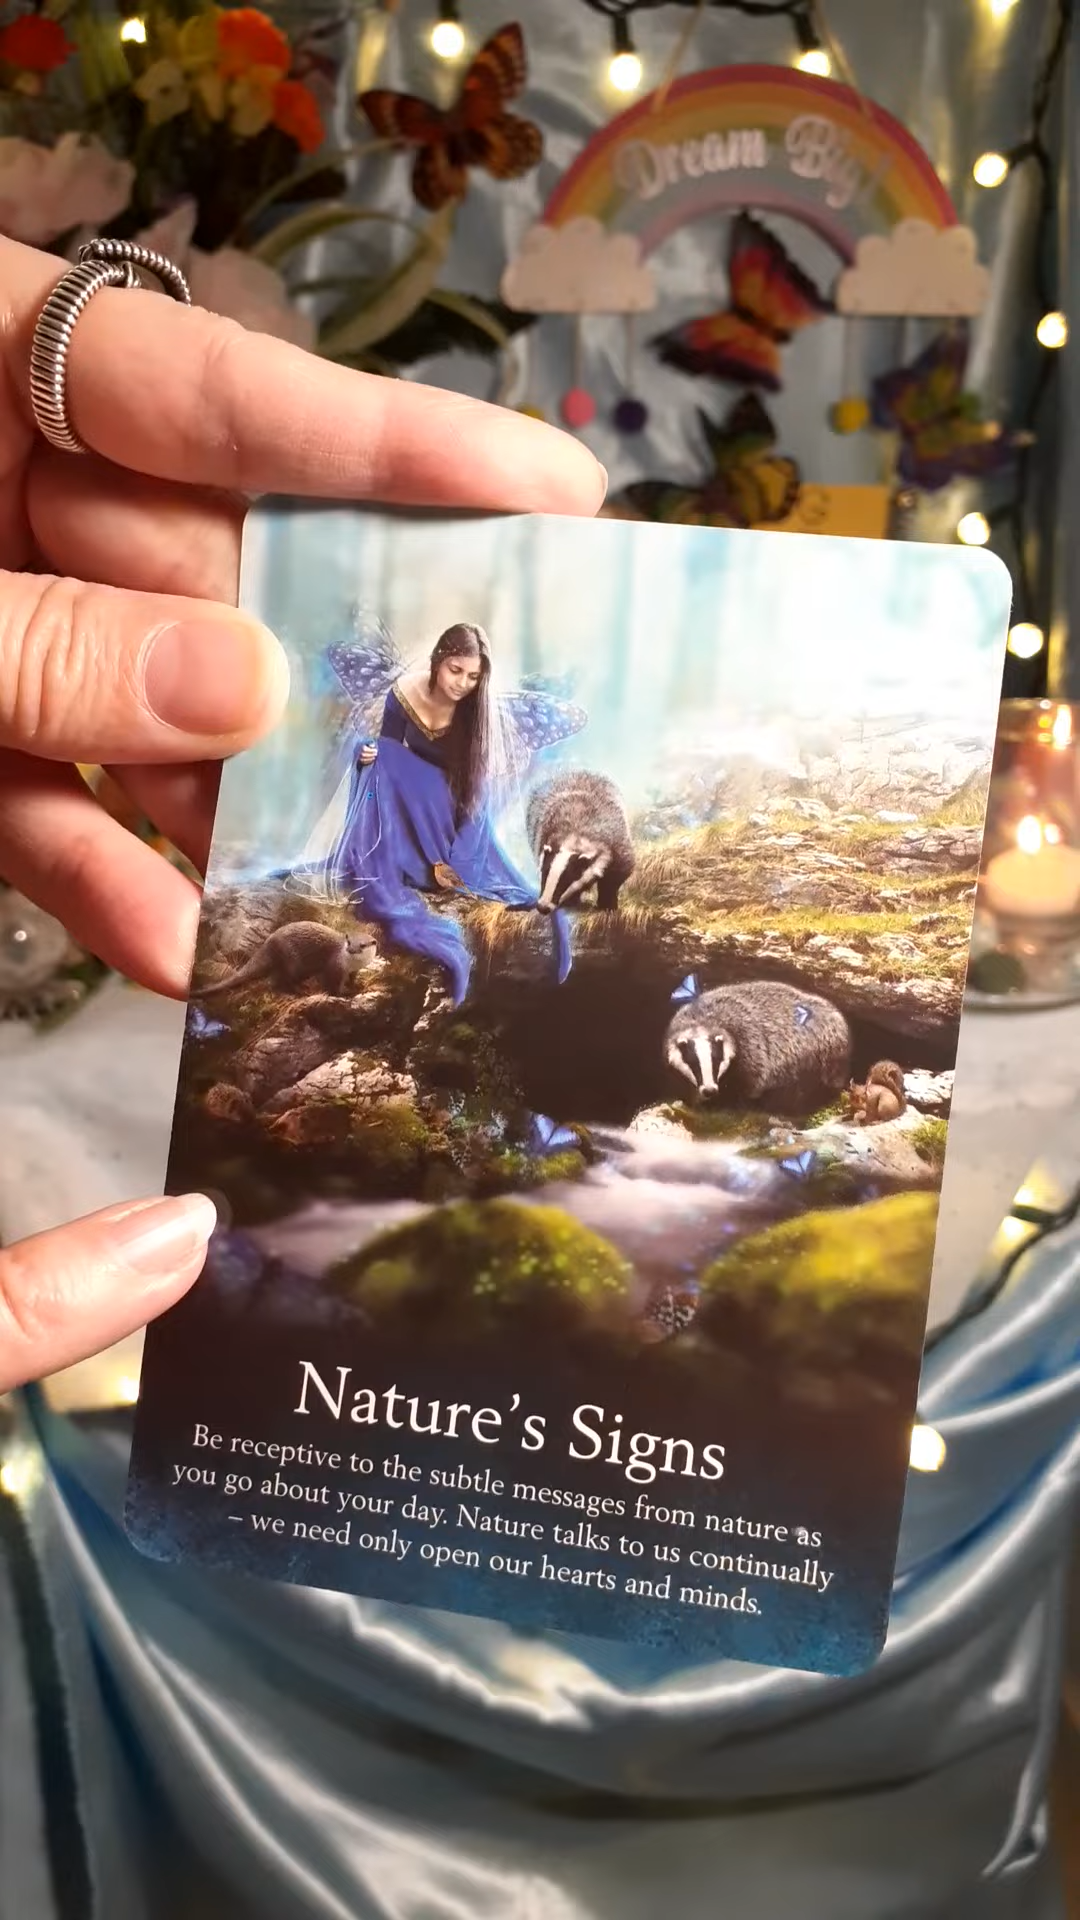 Dream Big!
Nature's Signs
Be receptive to the subtle messages from nature as
you go about your day. Nature talks to us continually
– we need only open our hearts and minds.